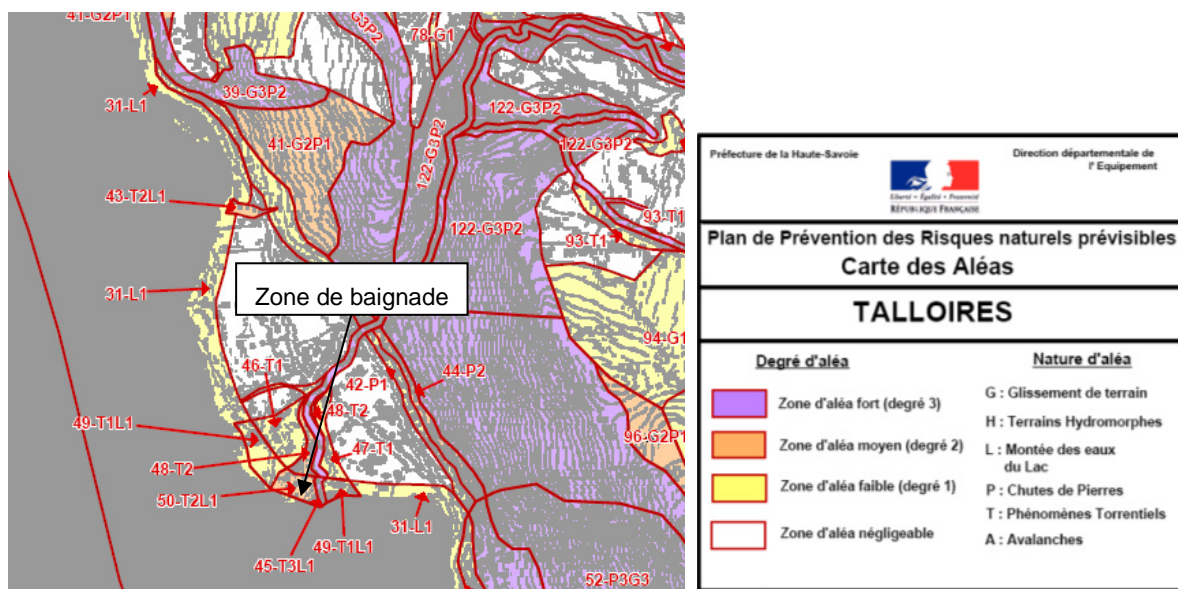 41-G2P1
G3P2
78-G1
39-G3P2
31-L1
41-G2P1
122-G3P2
122-G3P2
122-G3P2
43-T2L1
122-G3P2
93-T1
93-T1
31-L1
Zone de baignade
94-G1
46-T1
42-P1
44-P2
49-T1L1
48-T2
96-G2P1
48-T2
47-T1
50-T2L1
31-L1
49-T1L1
45-T3L1
52-P3G3
Préfecture de la Haute-Savoie
Direction départementale de
l' Equipement
Liberté • Égalité • Fraternité
RÉPUBLIQUE FRANÇAISE
Plan de Prévention des Risques naturels prévisibles
Carte des Aléas
TALLOIRES
Degré d'aléa
Zone d'aléa fort (degré 3)
Zone d'aléa moyen (degré 2)
Zone d'aléa faible (degré 1)
Zone d'aléa négligeable
Nature d'aléa
G : Glissement de terrain
H : Terrains Hydromorphes
L : Montée des eaux
du Lac
P : Chutes de Pierres
T : Phénomènes Torrentiels
A : Avalanches